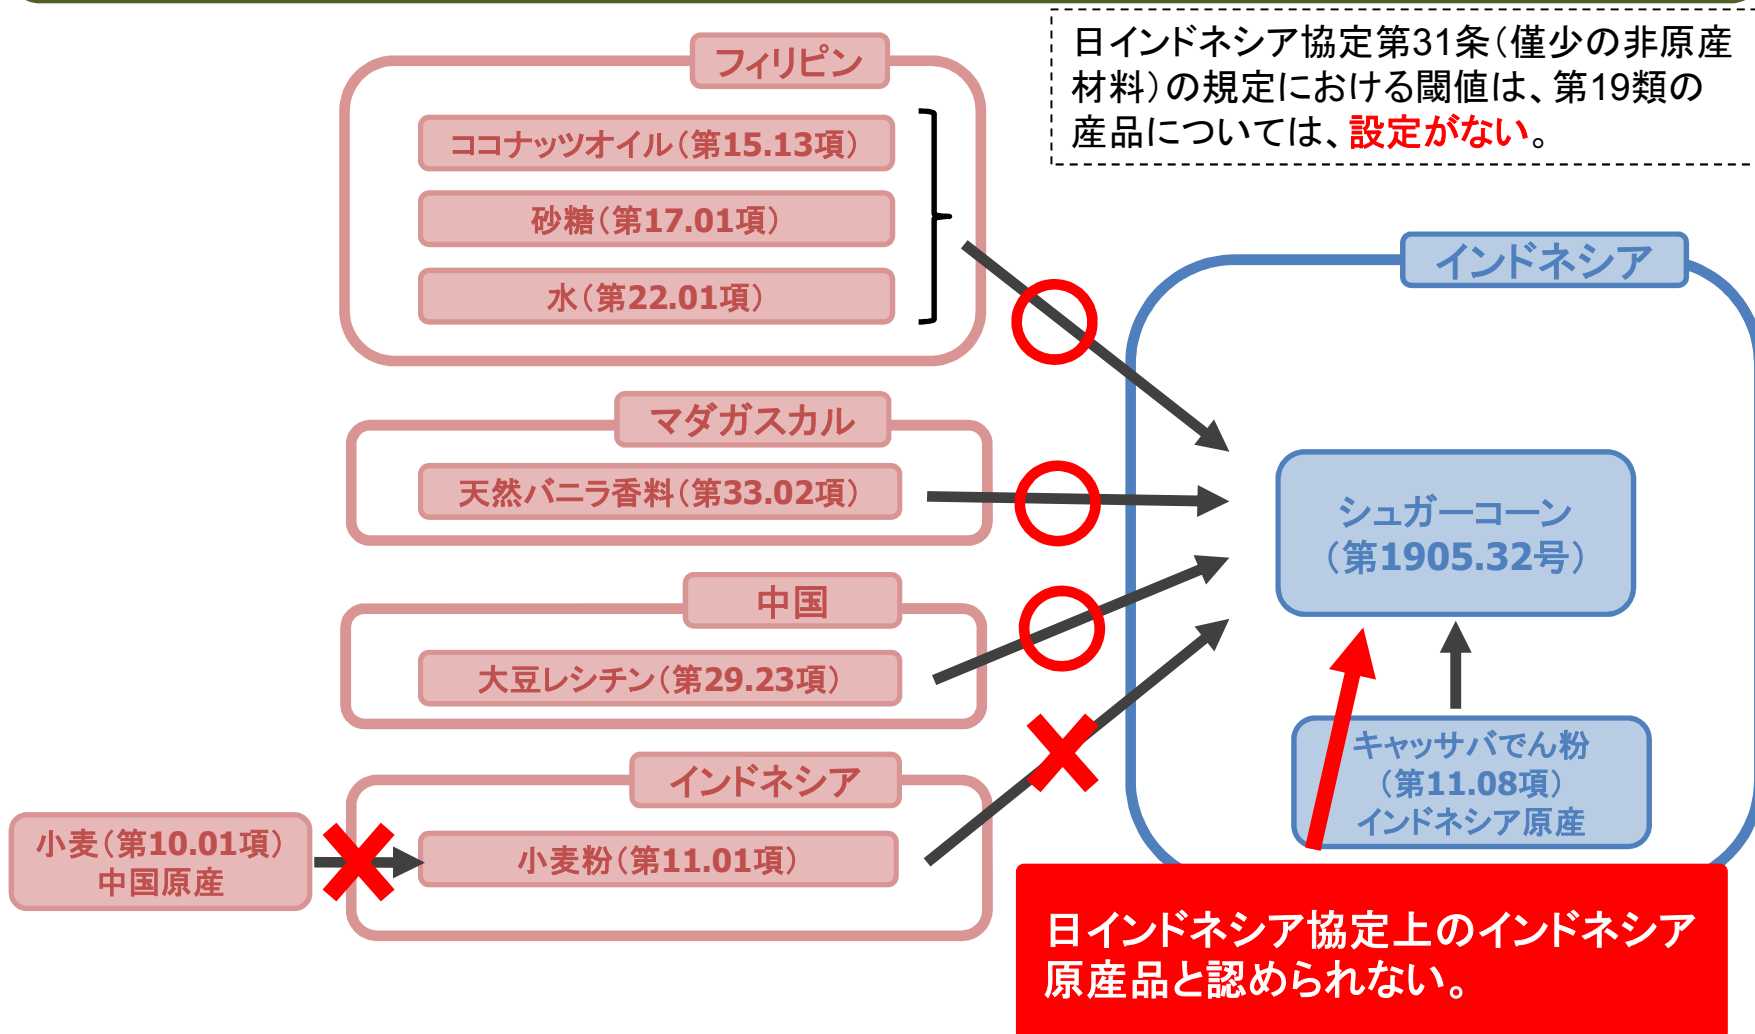 日インドネシア協定第31条（僅少の非原産
材料）の規定における閾値は、第19類の
産品については、設定がない。
フィリピン
ココナッツオイル（第15.13項）
砂糖（第17.01項）
水（第22.01項）
マダガスカル
天然バニラ香料（第33.02項）
中国
大豆レシチン（第29.23項）
インドネシア
小麦（第10.01項）
中国原産
小麦粉（第11.01項）
インドネシア
シュガーコーン
（第1905.32号）
キャッサバでん粉
（第11.08項）
インドネシア原産
日インドネシア協定上のインドネシア
原産品と認められない。